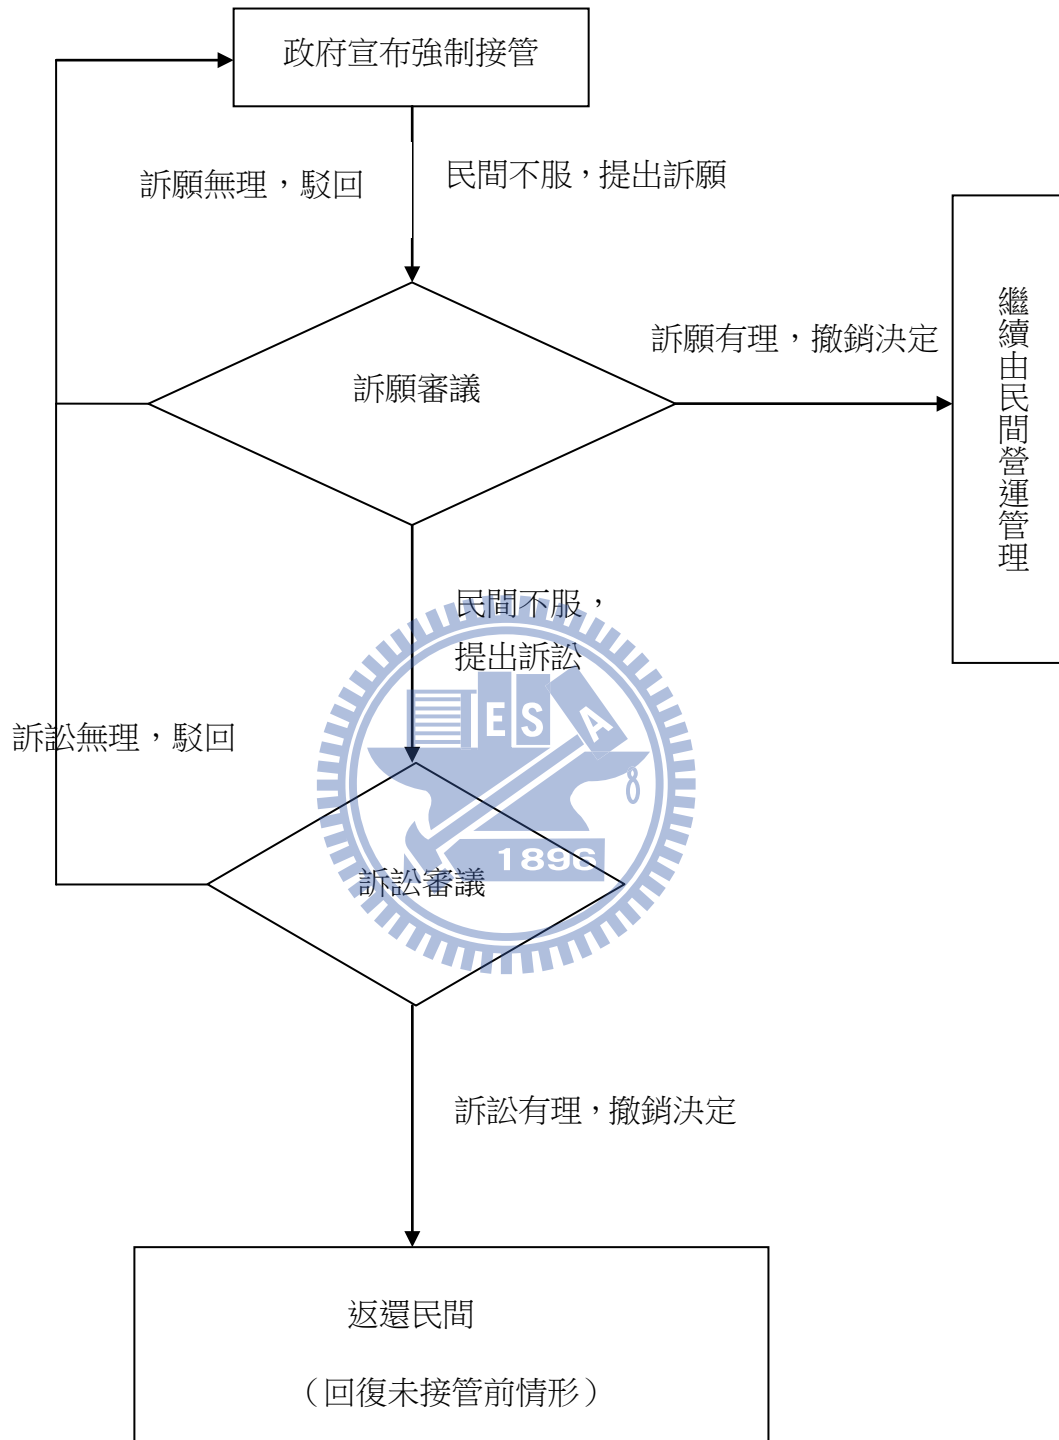 政府宣布強制接管
訴願無理，駁回
民間不服，提出訴願
訴願審議
訴願有理，撤銷決定
繼續由民間營運管理
民間不服，
提出訴訟
訴訟無理，駁回
E S A
8
1896
訴訟審議
訴訟有理，撤銷決定
返還民間
（回復未接管前情形）